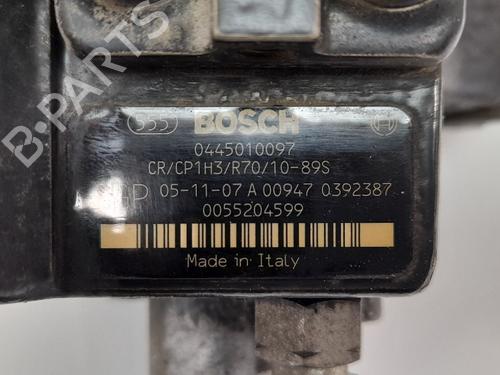 B-PARTS
BOSCH
0445010097
CR/CP1H3/R70/10-89S
05-11-07 A 00947 0392387
0055204599
Made in Italy